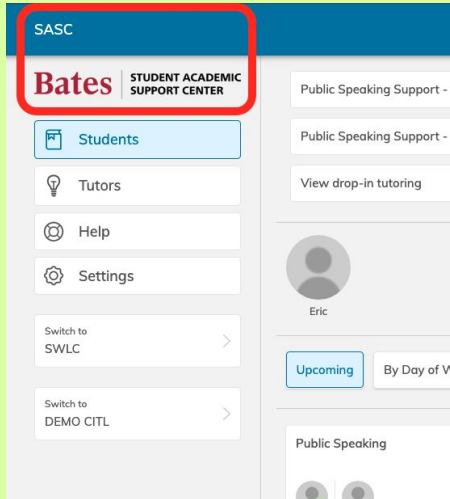 SASC
Bates
STUDENT ACADEMIC
SUPPORT CENTER
Students
Tutors
Help
Settings
Switch to
SWLC
Switch to
DEMO CITL
Public Speaking Support -
Public Speaking Support -
View drop-in tutoring
Eric
Upcoming
By Day of
Public Speaking